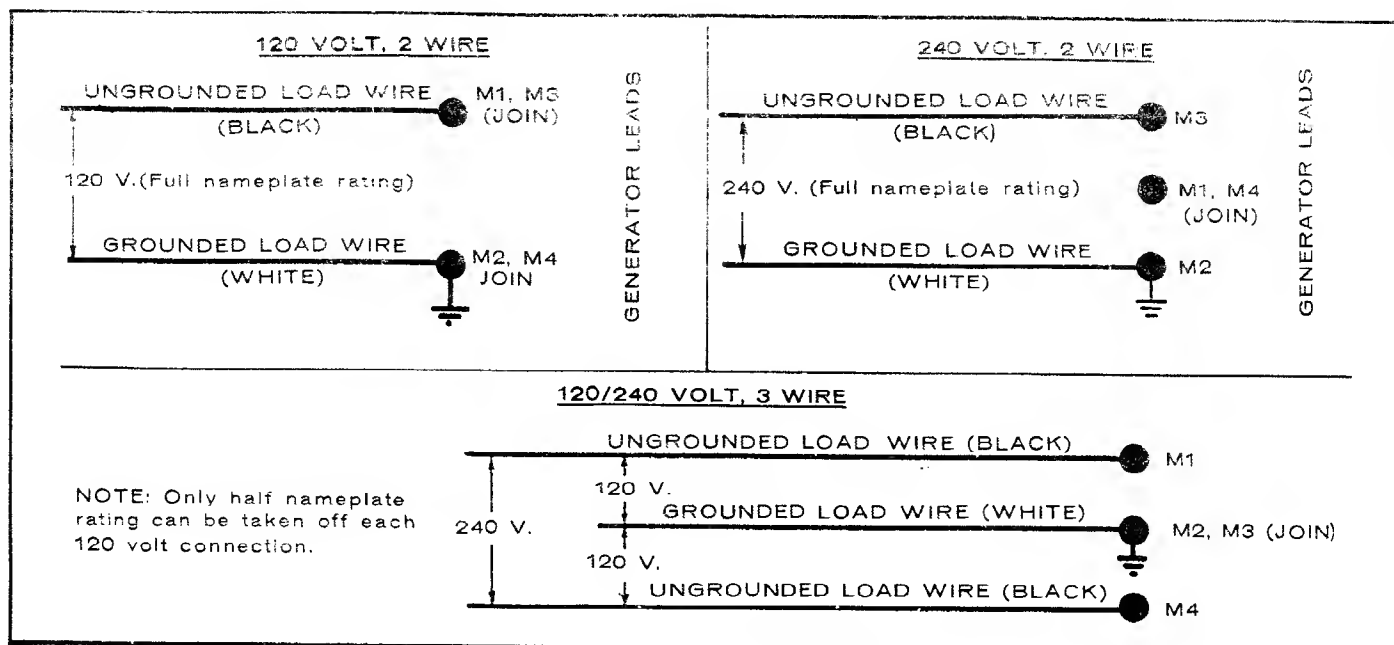 120 VOLT, 2 WIRE
UNGROUNDED LOAD WIRE
(BLACK)
M1, M3
(JOIN)
120 V.(Full nameplate rating)
GROUNDED LOAD WIRE
(WHITE)
M2, M4
JOIN
GENERATOR LEADS
240 VOLT. 2 WIRE
UNGROUNDED LOAD WIRE
(BLACK)
M3
240 V. (Full nameplate rating)
M1, M4
(JOIN)
GROUNDED LOAD WIRE
(WHITE)
M2
GENERATOR LEADS
120/240 VOLT, 3 WIRE
UNGROUNDED LOAD WIRE (BLACK)
M1
NOTE: Only half nameplate
rating can be taken off each
120 volt connection.
240 V.
120 V.
GROUNDED LOAD WIRE (WHITE)
M2, M3 (JOIN)
120 V.
UNGROUNDED LOAD WIRE (BLACK)
M4